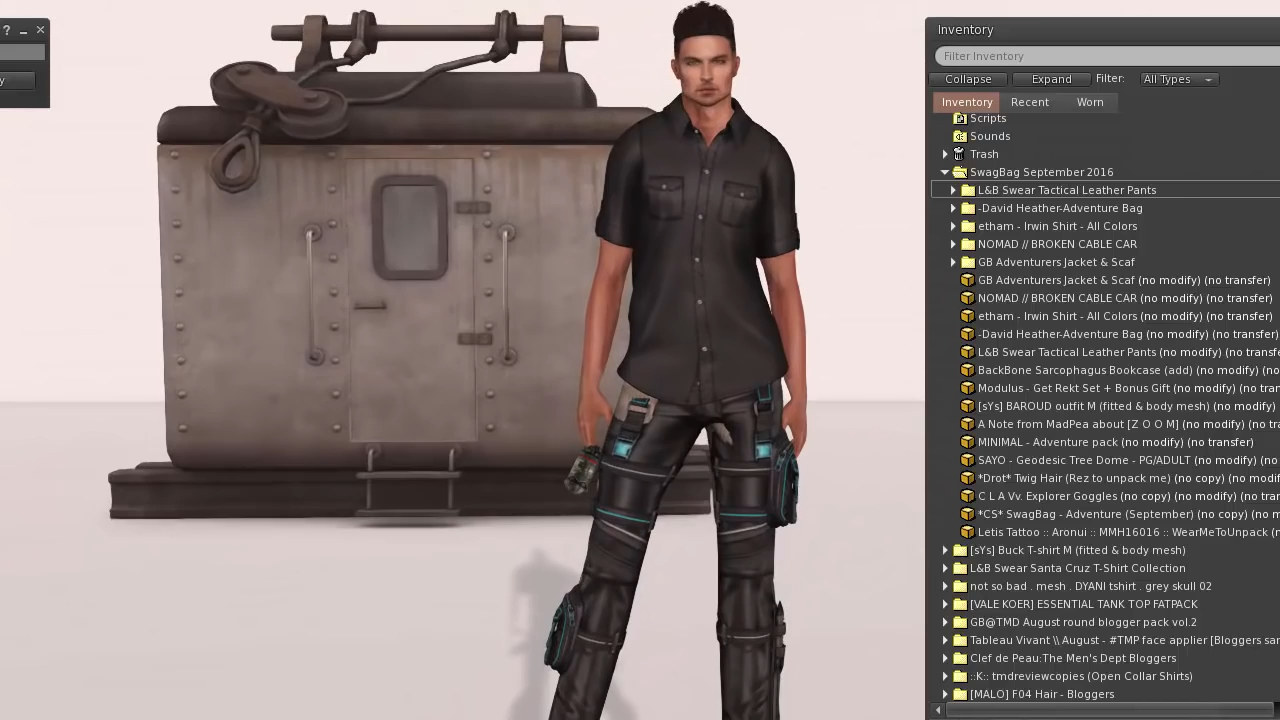 ? _ ×
y
Inventory
Filter Inventory
Collapse Expand Filter: All Types
Inventory Recent Worn
Scripts
Sounds
Trash
SwagBag September 2016
L&B Swear Tactical Leather Pants
-David Heather-Adventure Bag
etham - Irwin Shirt - All Colors
NOMAD // BROKEN CABLE CAR
GB Adventurers Jacket & Scaf
GB Adventurers Jacket & Scaf (no modify) (no transfer)
NOMAD // BROKEN CABLE CAR (no modify) (no transfer)
etham - Irwin Shirt - All Colors (no modify) (no transfer)
-David Heather-Adventure Bag (no modify) (no transfer
L&B Swear Tactical Leather Pants (no modify) (no transfe
BackBone Sarcophagus Bookcase (add) (no modify) (no
Modulus - Get Rekt Set + Bonus Gift (no modify) (no tran
[sYs] BAROUD outfit M (fitted & body mesh) (no modify)
A Note from MadPea about [Z O O M] (no modify) (no trar
MINIMAL - Adventure pack (no modify) (no transfer)
SAYO - Geodesic Tree Dome - PG/ADULT (no modify) (no t
*Drot* Twig Hair (Rez to unpack me) (no copy) (no modif
C L A Vv. Explorer Goggles (no copy) (no modify) (no tran
*CS* SwagBag - Adventure (September) (no copy) (no m
Letis Tattoo :: Aronui :: MMH16016 :: WearMeToUnpack (n
[sYs] Buck T-shirt M (fitted & body mesh)
L&B Swear Santa Cruz T-Shirt Collection
not so bad . mesh . DYANI tshirt . grey skull 02
[VALE KOER] ESSENTIAL TANK TOP FATPACK
GB@TMD August round blogger pack vol.2
Tableau Vivant \\ August - #TMP face applier [Bloggers sar
Clef de Peau:The Men's Dept Bloggers
::K:: tmdreviewcopies (Open Collar Shirts)
[MALO] F04 Hair - Bloggers